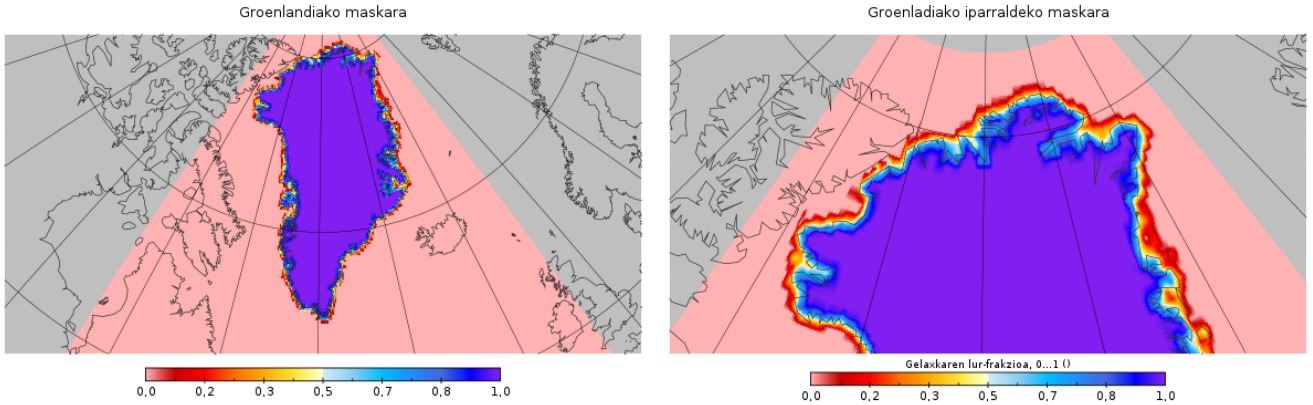 Groenlandiako maskara
Groenladiako iparraldeko maskara
Gelaxkaren lur-frakzioa, 0...1 ()
0,0 0,2 0,3 0,5 0,7 0,8 1,0
0,0 0,2 0,3 0,5 0,7 0,8 1,0